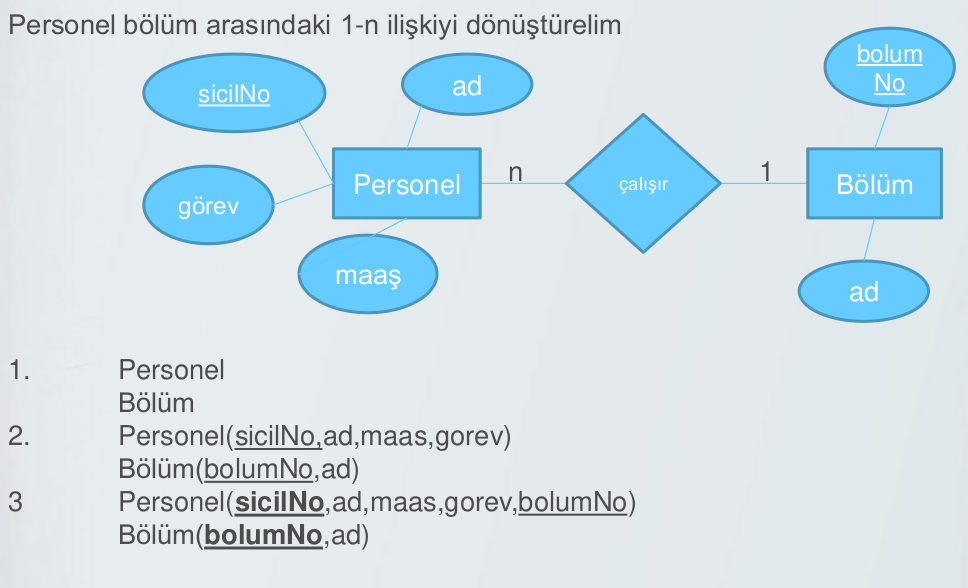 Personel bölüm arasındaki 1-n ilişkiyi dönüştürelim
sicilNo
ad
bolum
No
Personel
n
çalışır
1
Bölüm
görev
maaş
ad
1. Personel
Bölüm
2. Personel(sicilNo,ad,maas,gorev)
Bölüm(bolumNo,ad)
3 Personel(sicilNo,ad,maas,gorev,bolumNo)
Bölüm(bolumNo,ad)